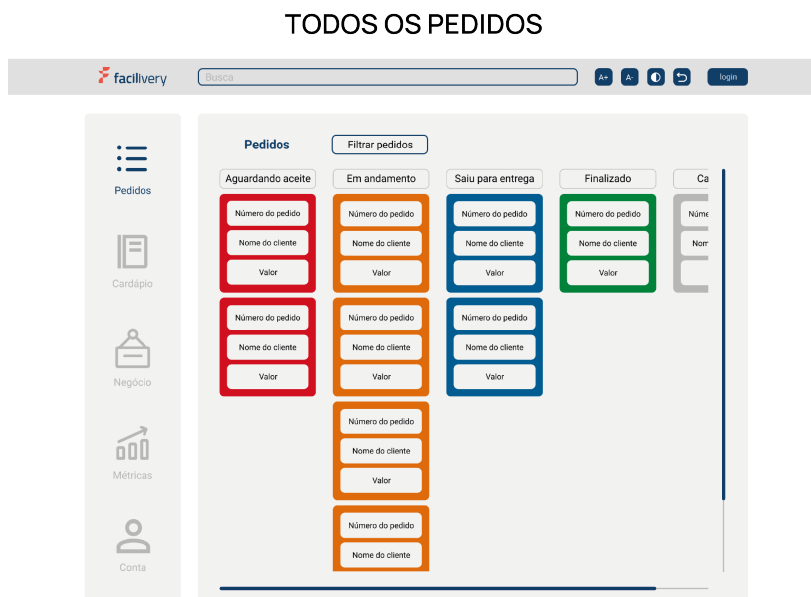 TODOS OS PEDIDOS
facilivery
Busca
A+
A-
login
Pedidos
Cardápio
Negócio
Métricas
Conta
Pedidos
Filtrar pedidos
Aguardando aceite
Número do pedido
Nome do cliente
Valor
Número do pedido
Nome do cliente
Valor
Em andamento
Número do pedido
Nome do cliente
Valor
Número do pedido
Nome do cliente
Valor
Número do pedido
Nome do cliente
Valor
Número do pedido
Nome do cliente
Saiu para entrega
Número do pedido
Nome do cliente
Valor
Número do pedido
Nome do cliente
Valor
Finalizado
Número do pedido
Nome do cliente
Valor
Ca
Núme
Nom